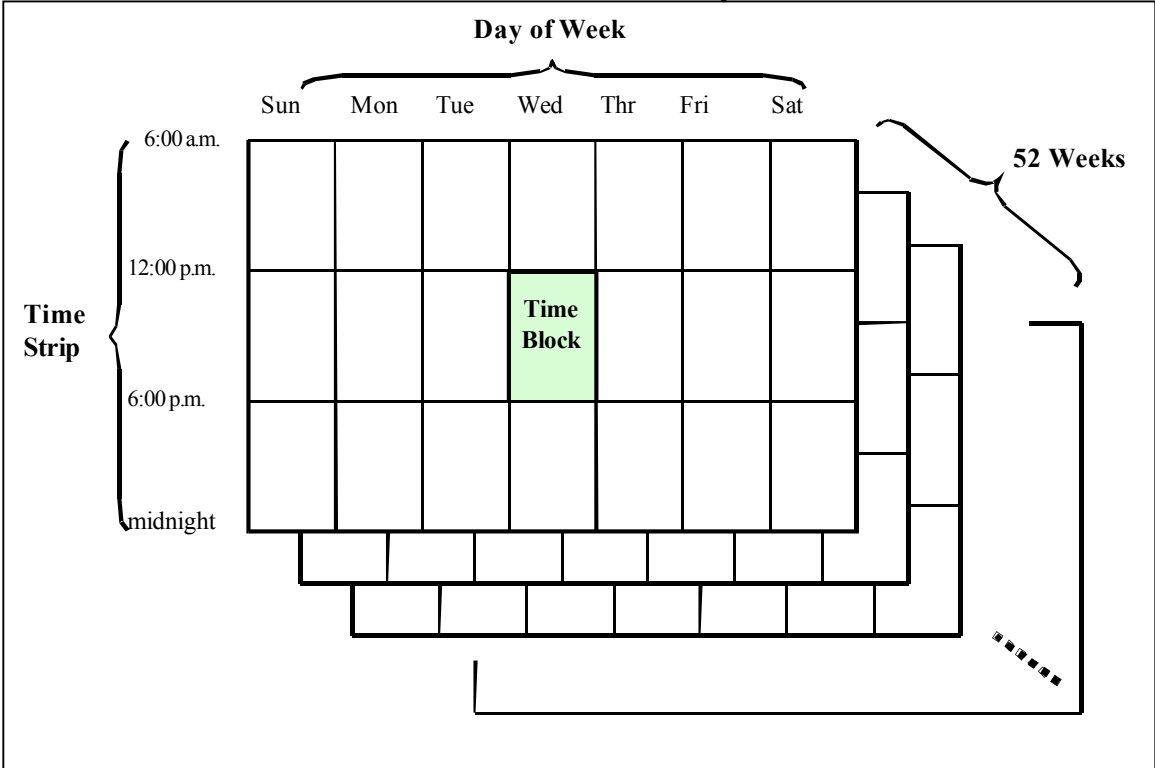 Day of Week
Sun Mon Tue Wed Thr Fri Sat
6:00 a.m.
52 Weeks
12:00 p.m.
Time
Strip
Time
Block
6:00 p.m.
midnight